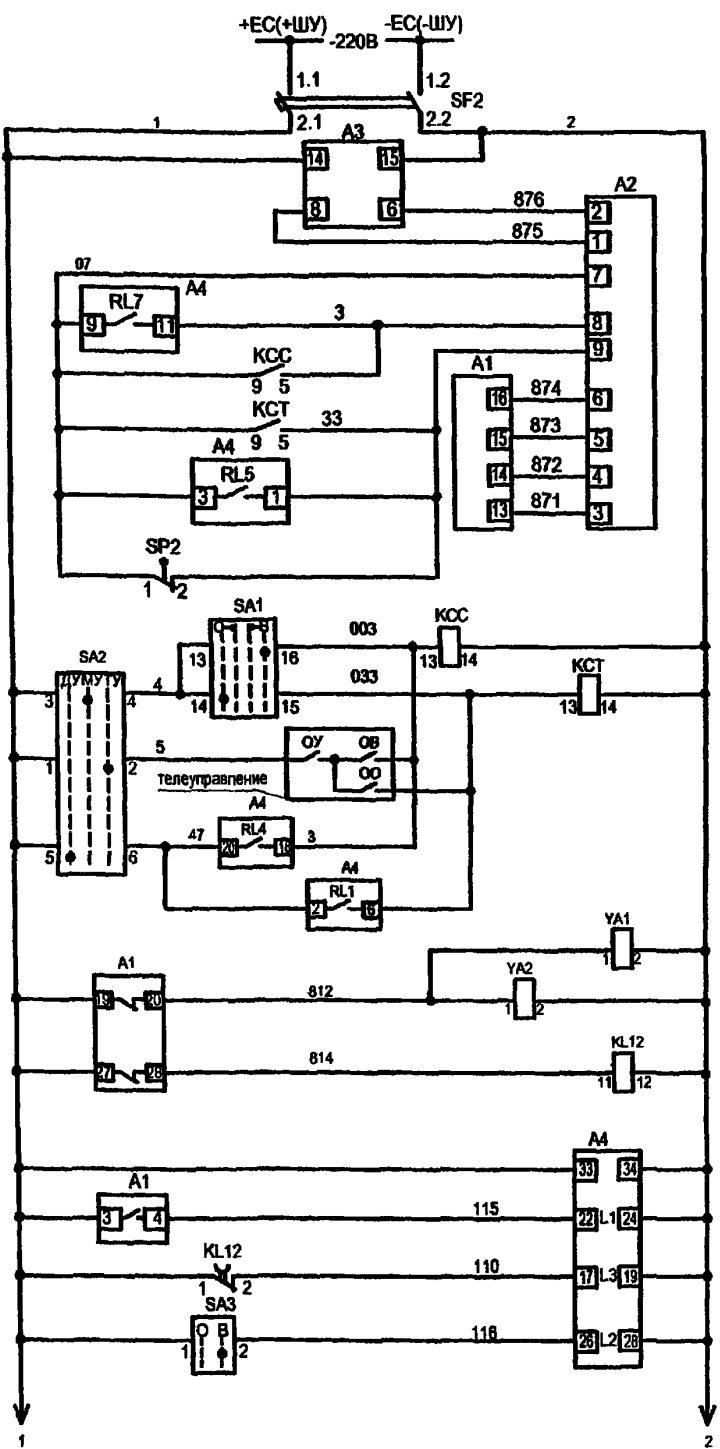 +ЕС(+ШУ) -220В -ЕС(-ШУ)
1.1 1.2
SF2
1 2.1 2.2 2
A3
14 15
8 6
A2
876 2
875 1
07 7
RL7 A4
9 11 3 8
KCC
9 5
9
A1
KCT
9 5 33
16 874 6
15 873 5
14 872 4
13 871 3
A4
RL5
3 1
SP2
1 2
SA1
O B
13 16 003
KCC
13 14
SA2
ДУ МУ ТУ
3 4 4
14 15 033
KCT
13 14
1 2 5
ОУ ОВ
ОО
телеуправление
A4
5 6 47
RL4
20 18 3
A4
RL1
2 6
YA1
1 2
A1
YA2
19 20 812
1 2
27 28 814
KL12
11 12
A4
33 34
A1
3 4 115 22 L1 24
KL12
1 2 110 17 L3 19
SA3
O B
1 2 116 26 L2 28
1 2